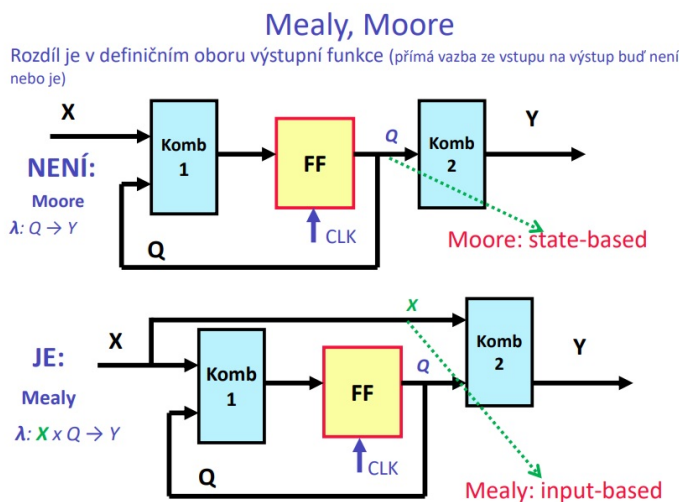 Mealy, Moore
Rozdíl je v definičním oboru výstupní funkce (přímá vazba ze vstupu na výstup buď není
nebo je)
X
Komb
1
FF
Q
Komb
2
Y
NENÍ:
Moore
λ: Q → Y
Q
CLK
Moore: state-based
X
X
JE:
Komb
1
FF
Q
Komb
2
Y
Mealy
λ: X x Q → Y
Q
CLK
Mealy: input-based